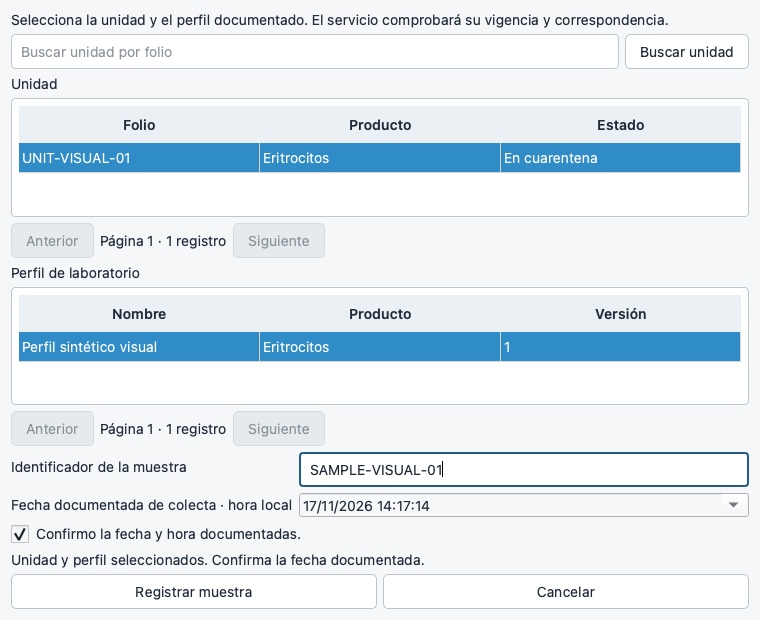 Selecciona la unidad y el perfil documentado. El servicio comprobará su vigencia y correspondencia.
Buscar unidad por folio Buscar unidad
Unidad
Folio Producto Estado
UNIT-VISUAL-01 Eritrocitos En cuarentena
Anterior Página 1 · 1 registro Siguiente
Perfil de laboratorio
Nombre Producto Versión
Perfil sintético visual Eritrocitos 1
Anterior Página 1 · 1 registro Siguiente
Identificador de la muestra SAMPLE-VISUAL-01
Fecha documentada de colecta · hora local 17/11/2026 14:17:14
Confirmo la fecha y hora documentadas.
Unidad y perfil seleccionados. Confirma la fecha documentada.
Registrar muestra Cancelar